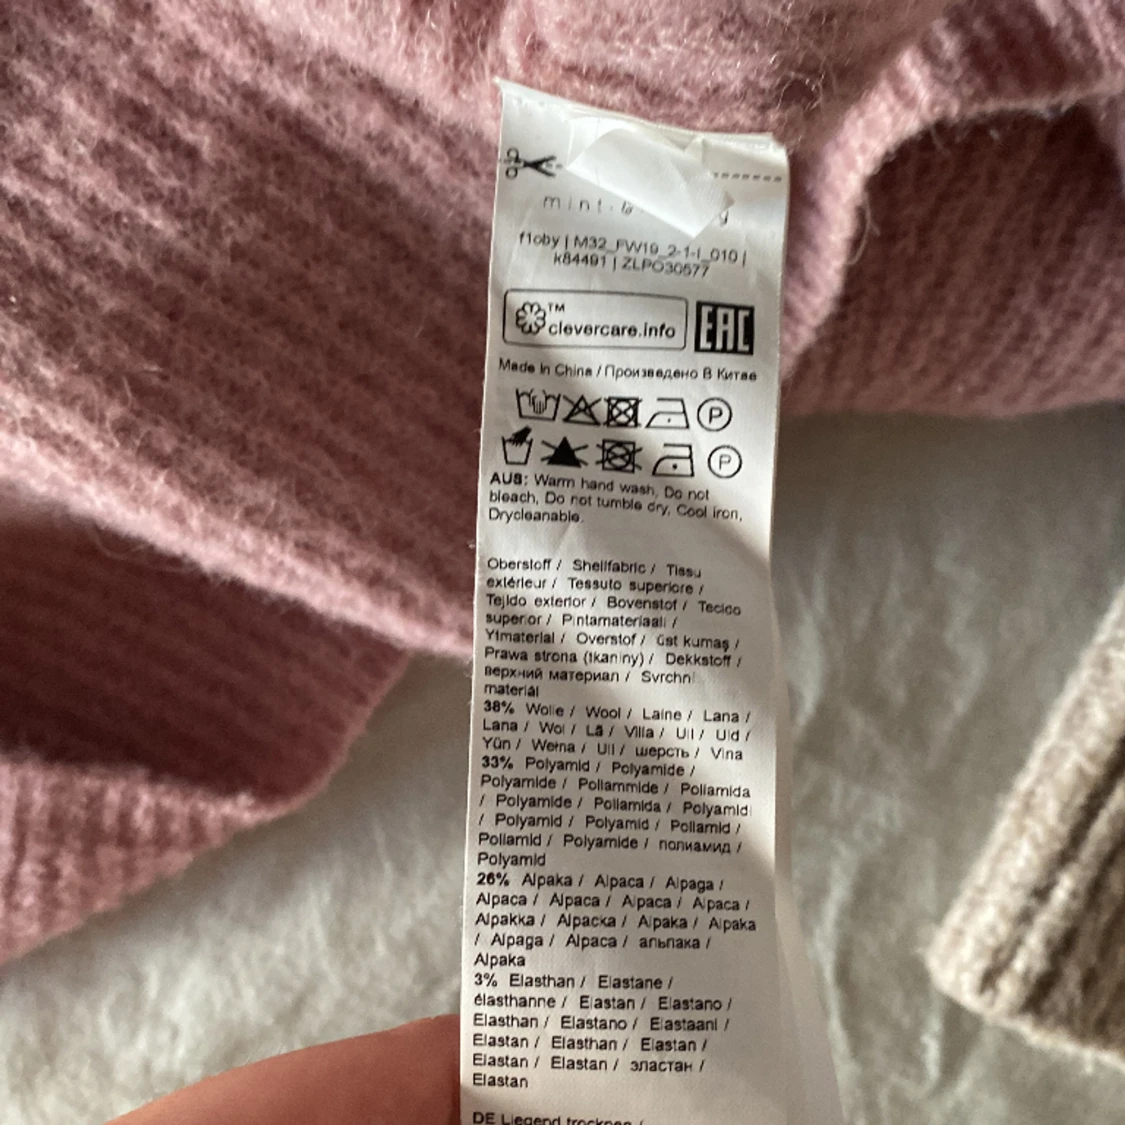 f1oby | M32_FW19_2-1-I_010 |
k84491 | ZLPO30577
TM
clevercare.info
EAC
Made In China / Произведено В Китае
P
P
AUS: Warm hand wash, Do not
bleach, Do not tumble dry, Cool iron,
Drycleanable.
Oberstoff / Shellfabric / Tissu
extérieur / Tessuto superiore /
Tejido exterior / Bovenstof / Tecido
superior / Pintamateriaali /
Ytmaterial / Overstof / üst kumaş /
Prawa strona (tkaniny) / Dekkstoff /
верхний материал / Svrchní
materiál
38% Wolle / Wool / Laine / Lana /
Lana / Wol / Lã / Villa / Ull / Uld /
Yün / Wełna / Ull / шерсть / Vlna
33% Polyamid / Polyamide /
Polyamide / Poliammide / Poliamida
/ Polyamide / Poliamida / Polyamidi
/ Polyamid / Polyamid / Poliamid /
Poliamid / Polyamide / полиамид /
Polyamid
26% Alpaka / Alpaca / Alpaga /
Alpaca / Alpaca / Alpaca / Alpaca /
Alpakka / Alpacka / Alpaka / Alpaka
/ Alpaga / Alpaca / альпака /
Alpaka
3% Elasthan / Elastane /
élasthanne / Elastan / Elastano /
Elasthan / Elastano / Elastaani /
Elastan / Elasthan / Elastan /
Elastan / Elastan / эластан /
Elastan
DE Liegend trocknen /